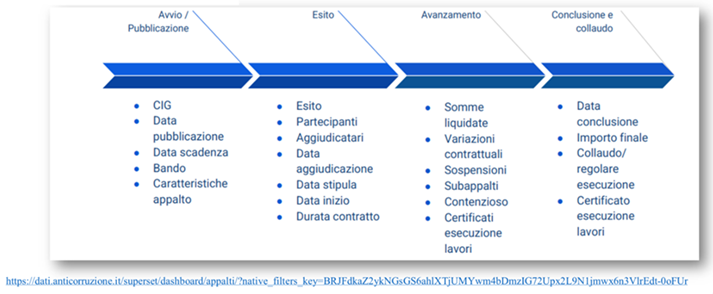 Avvio /
Pubblicazione
Esito
Avanzamento
Conclusione e
collaudo
CIG
Data
pubblicazione
Data scadenza
Bando
Caratteristiche
appalto
Esito
Partecipanti
Aggiudicatari
Data
aggiudicazione
Data stipula
Data inizio
Durata contratto
Somme
liquidate
Variazioni
contrattuali
Sospensioni
Subappalti
Contenzioso
Certificati
esecuzione
lavori
Data
conclusione
Importo finale
Collaudo/
regolare
esecuzione
Certificato
esecuzione
lavori
https://dati.anticorruzione.it/superset/dashboard/appalti/?native_filters_key=BRJFdkaZ2ykNGsGS6ahlXTjUMYwm4bDmzIG72Upx2L9N1jmwx6n3VlrEdt-0oFUr